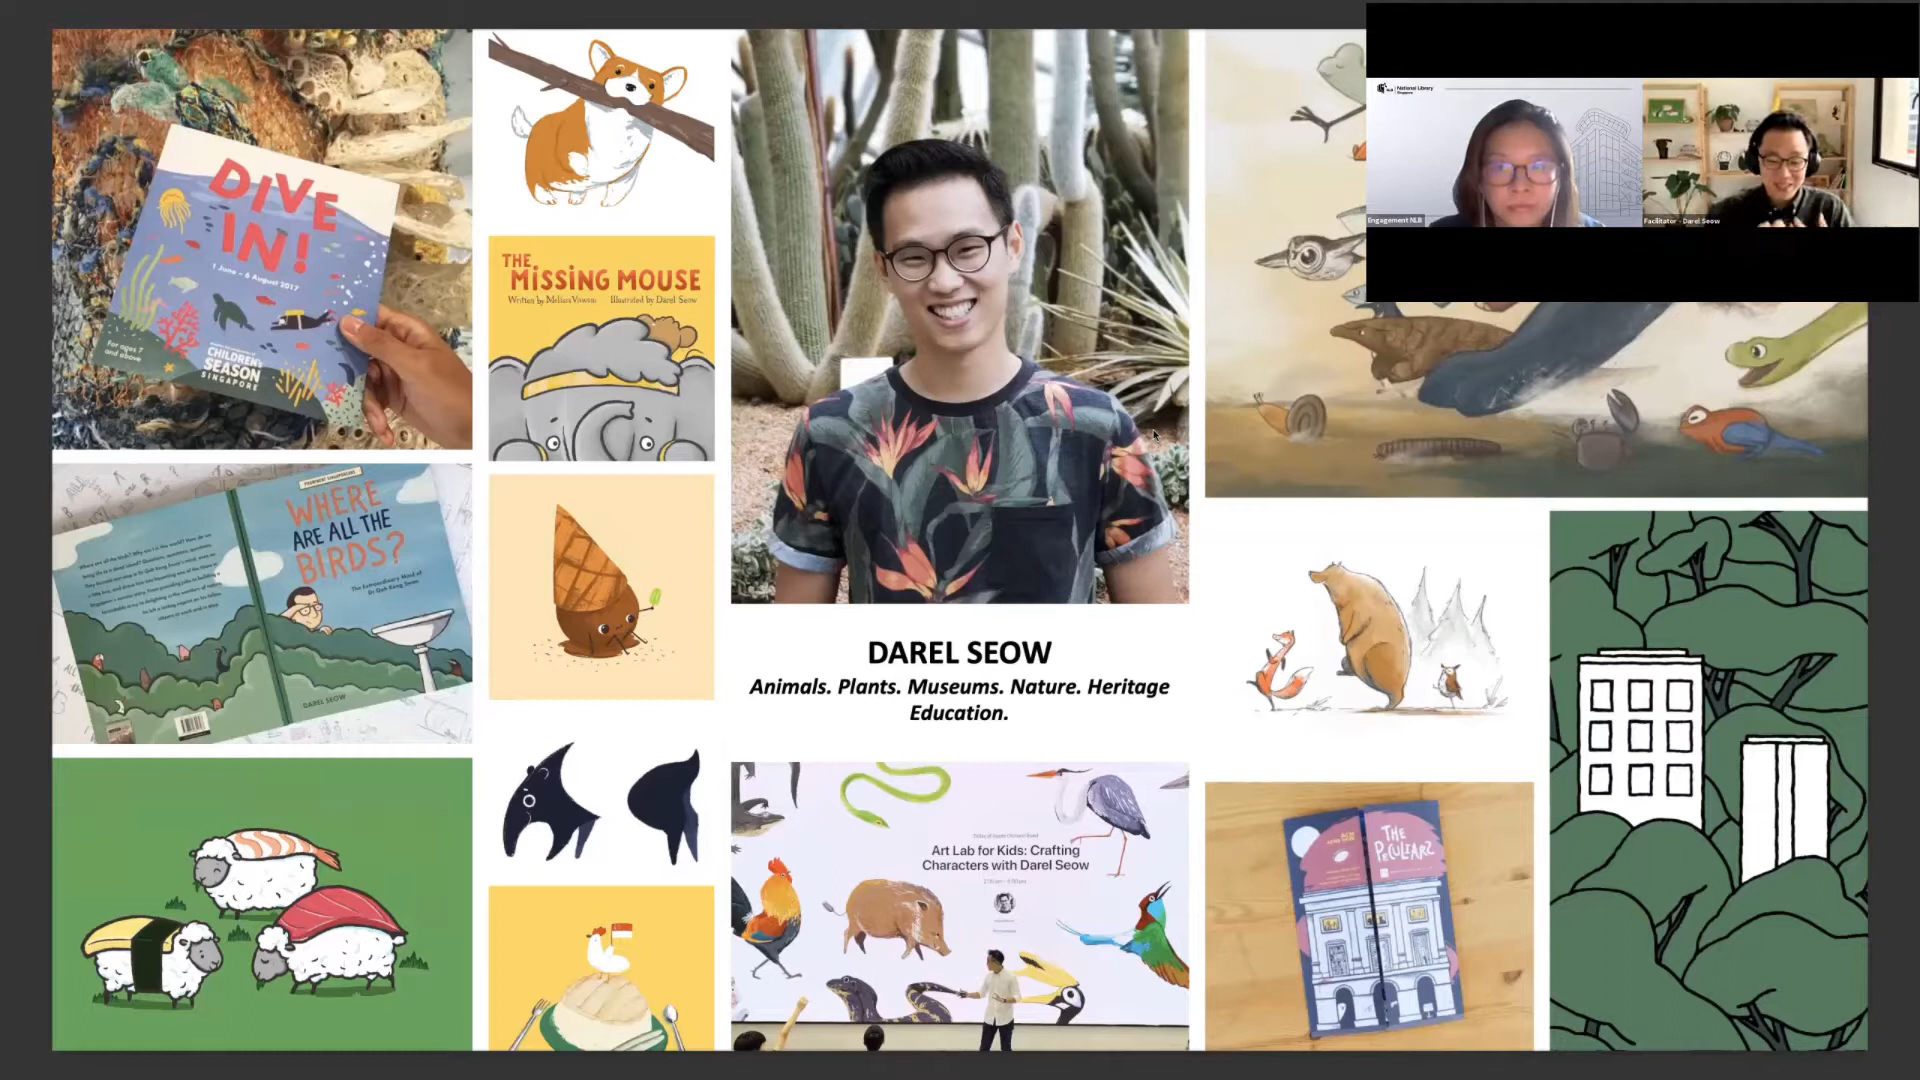 DIVE
IN!
1 June – 6 August 2017
For ages 7
and above
CHILDREN'S
SEASON
SINGAPORE
THE
MISSING MOUSE
Written by Melissa Vowson Illustrated by Darel Seow
National Library
Singapore
Engagement NLB
Facilitator - Darel Seow
WHERE
ARE ALL THE
BIRDS?
The Extraordinary Mind of
Dr Goh Keng Swee
DAREL SEOW
DAREL SEOW
Animals. Plants. Museums. Nature. Heritage
Education.
Art Lab for Kids: Crafting
Characters with Darel Seow
THE
PECULIARS